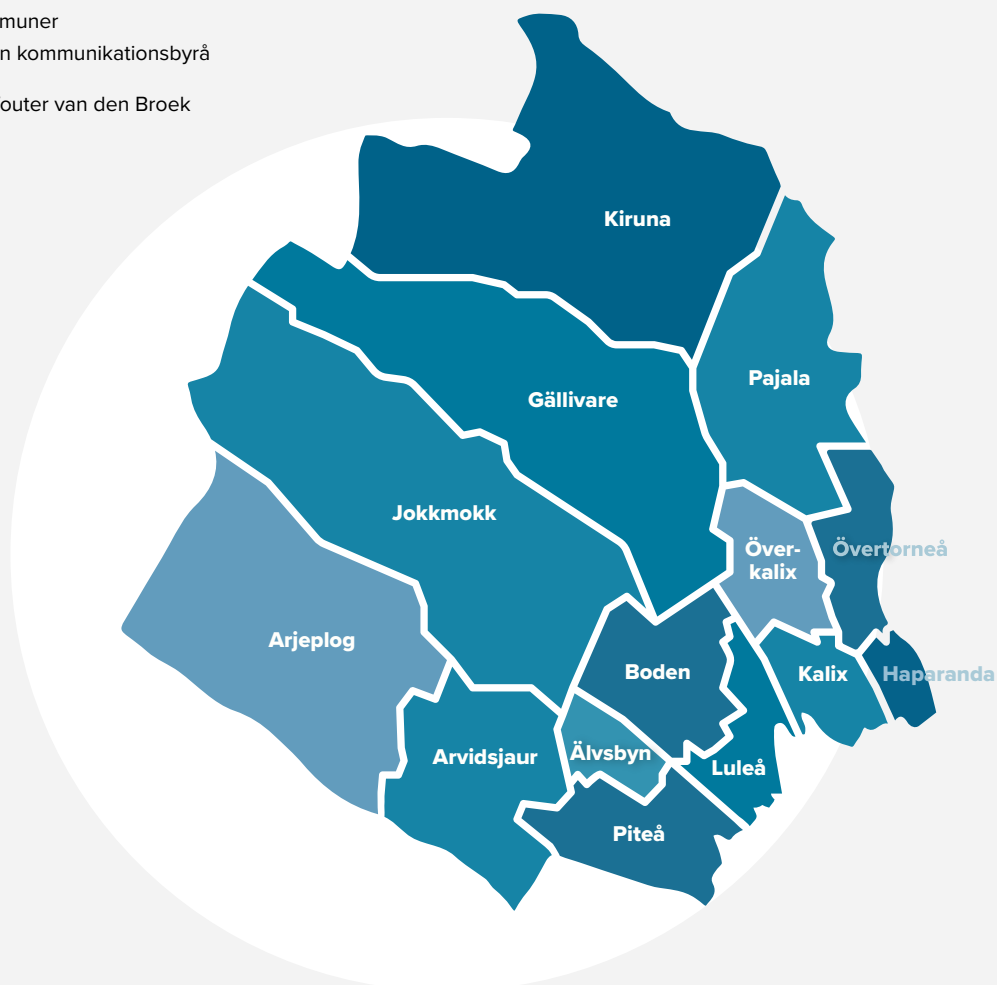 muner
n kommunikationsbyrå
outer van den Broek
Kiruna
Pajala
Gällivare
Jokkmokk
Över-
kalix
Övertorneå
Arjeplog
Boden
Kalix
Haparanda
Arvidsjaur
Älvsbyn
Luleå
Piteå